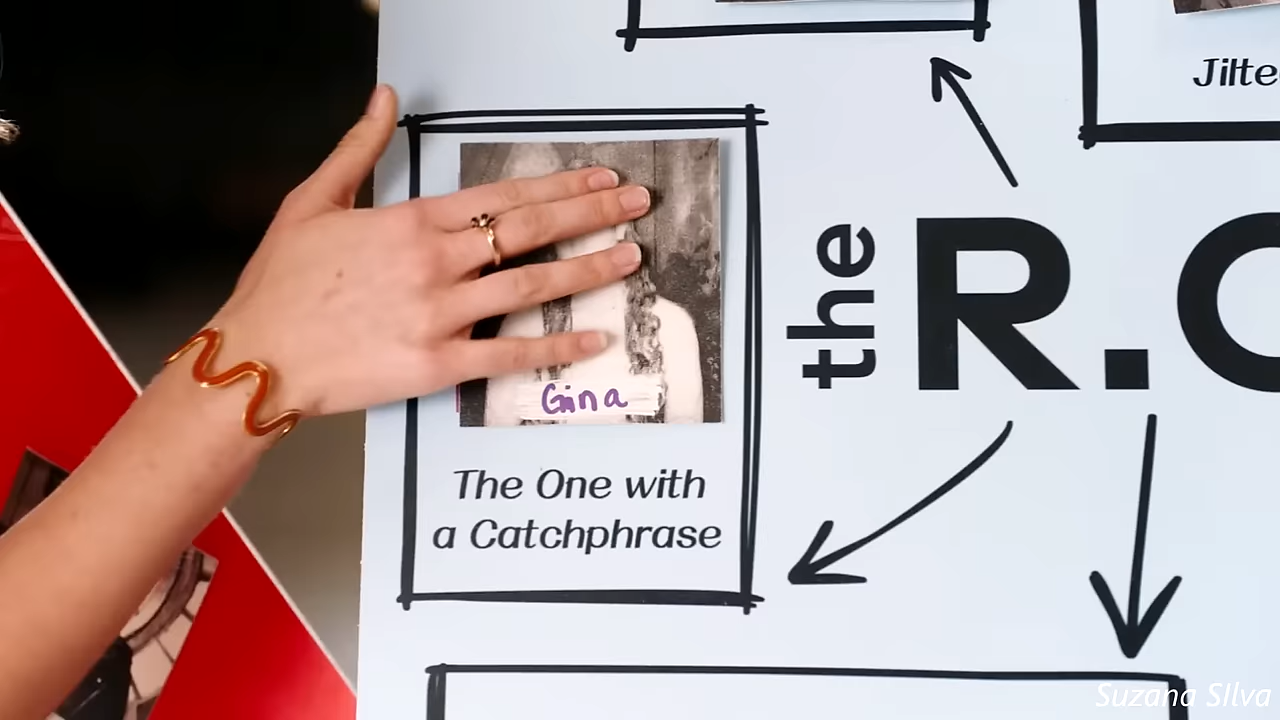 Jilte
the
R.C
Gina
The One with
a Catchphrase
Suzana SIlva